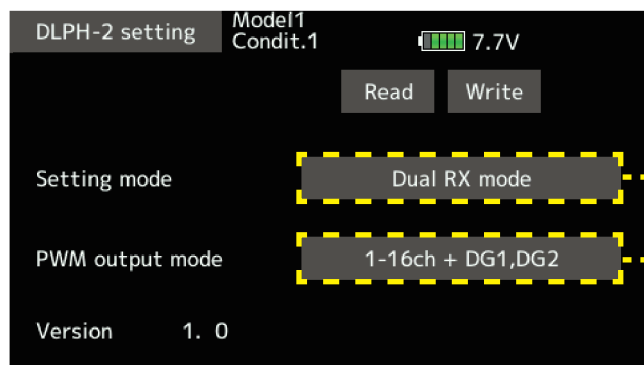 DLPH-2 setting
Model1
Condit.1
7.7V
Read Write
Setting mode Dual RX mode
PWM output mode 1-16ch + DG1,DG2
Version 1. 0